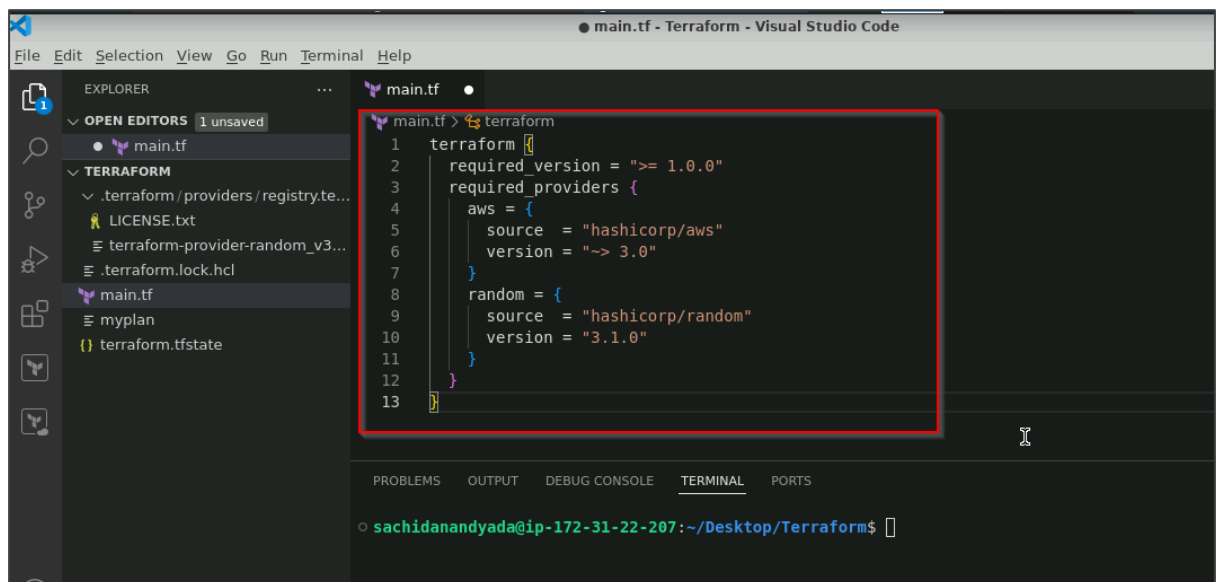 main.tf - Terraform - Visual Studio Code
File Edit Selection View Go Run Terminal Help
EXPLORER
1
OPEN EDITORS 1 unsaved
main.tf
TERRAFORM
.terraform/providers/registry.te...
LICENSE.txt
terraform-provider-random_v3...
.terraform.lock.hcl
main.tf
myplan
{} terraform.tfstate
main.tf
main.tf > terraform
1 terraform {
2 required_version = ">= 1.0.0"
3 required_providers {
4 aws = {
5 source  = "hashicorp/aws"
6 version = "~> 3.0"
7 }
8 random = {
9 source  = "hashicorp/random"
10 version = "3.1.0"
11 }
12 }
13 }
PROBLEMS OUTPUT DEBUG CONSOLE TERMINAL PORTS
sachidanandyada@ip-172-31-22-207:~/Desktop/Terraform$